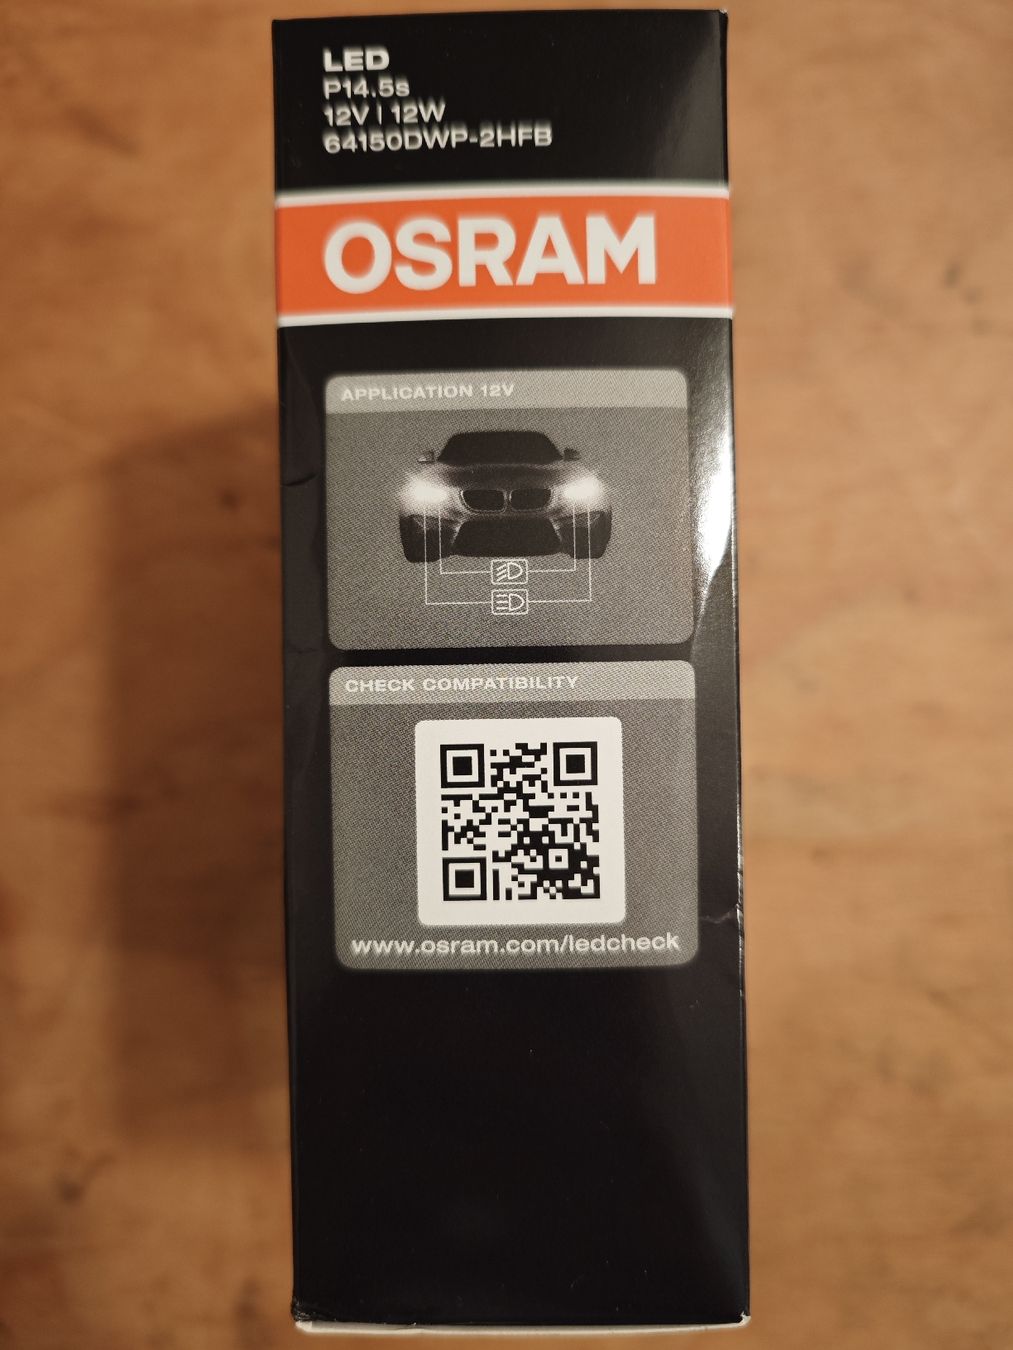 LED
P14.5s
12V | 12W
64150DWP-2HFB
OSRAM
APPLICATION 12V
CHECK COMPATIBILITY
www.osram.com/ledcheck